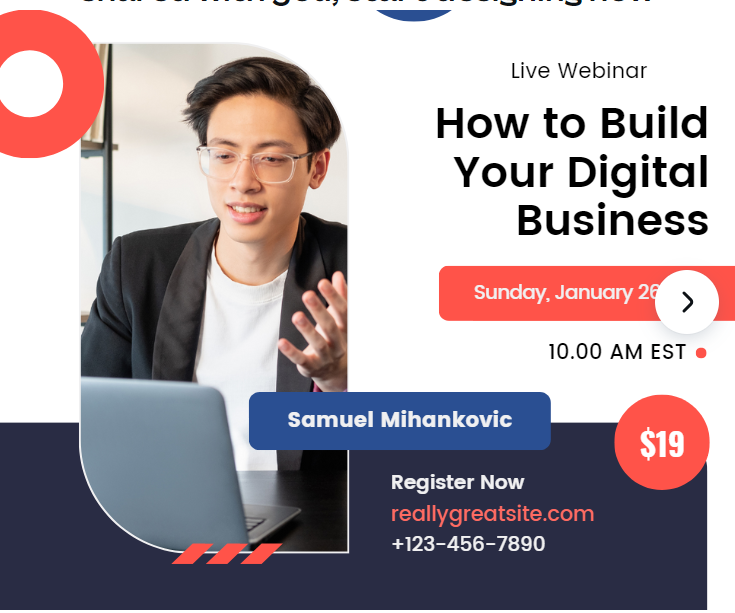 Live Webinar
How to Build
Your Digital
Business
Sunday, January 26
10.00 AM EST
Samuel Mihankovic
$19
Register Now
reallygreatsite.com
+123-456-7890